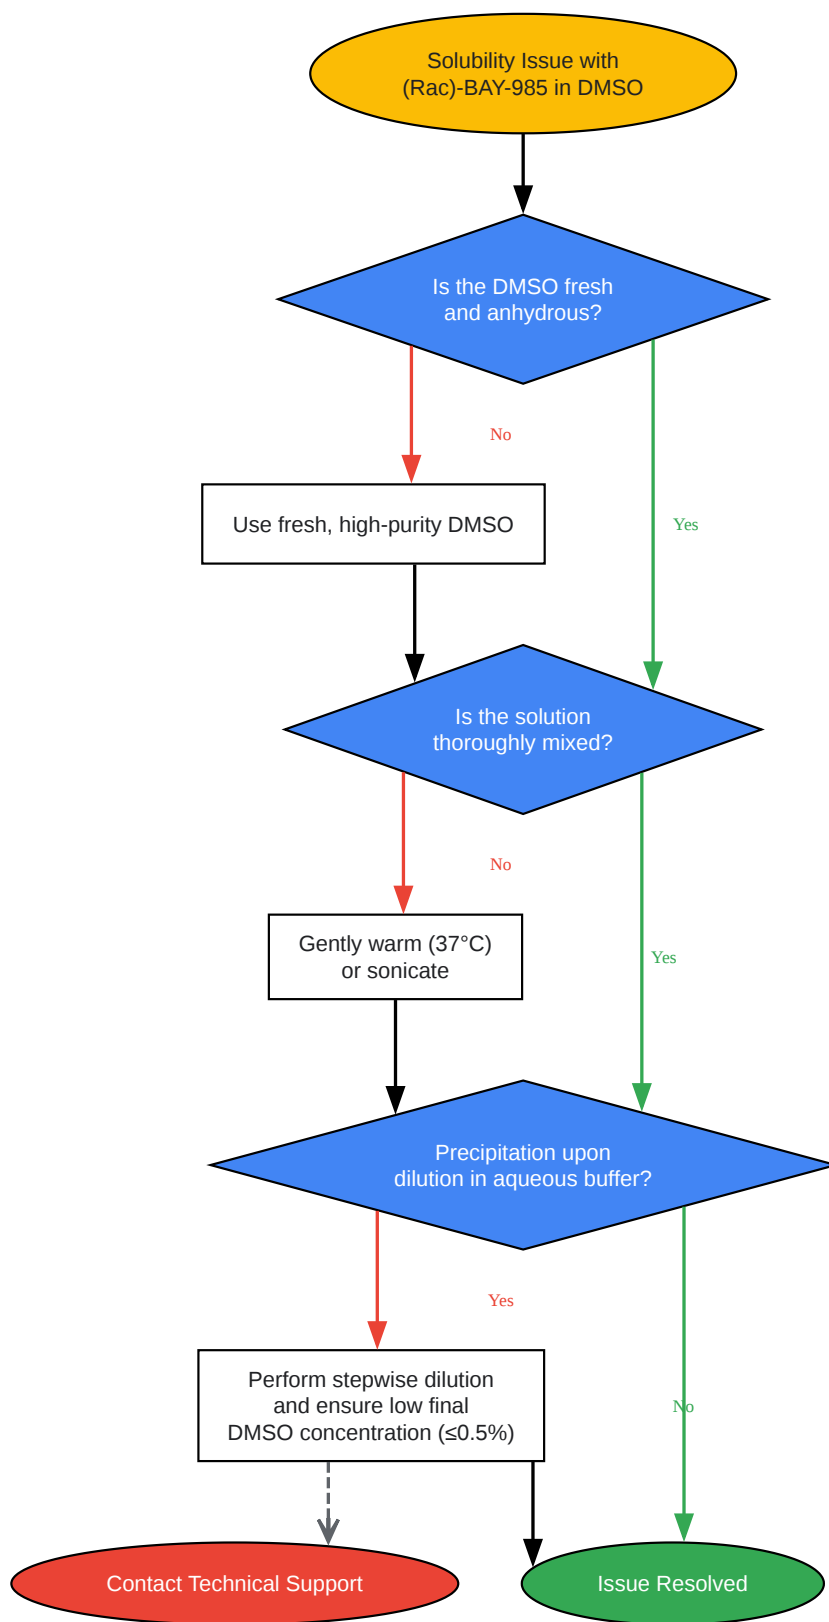 Solubility Issue with
(Rac)-BAY-985 in DMSO
Is the DMSO fresh
and anhydrous?
No
Use fresh, high-purity DMSO
Yes
Is the solution
thoroughly mixed?
No
Gently warm (37°C)
or sonicate
Yes
Precipitation upon
dilution in aqueous buffer?
Yes
Perform stepwise dilution
and ensure low final
DMSO concentration (≤0.5%)
No
Contact Technical Support
Issue Resolved